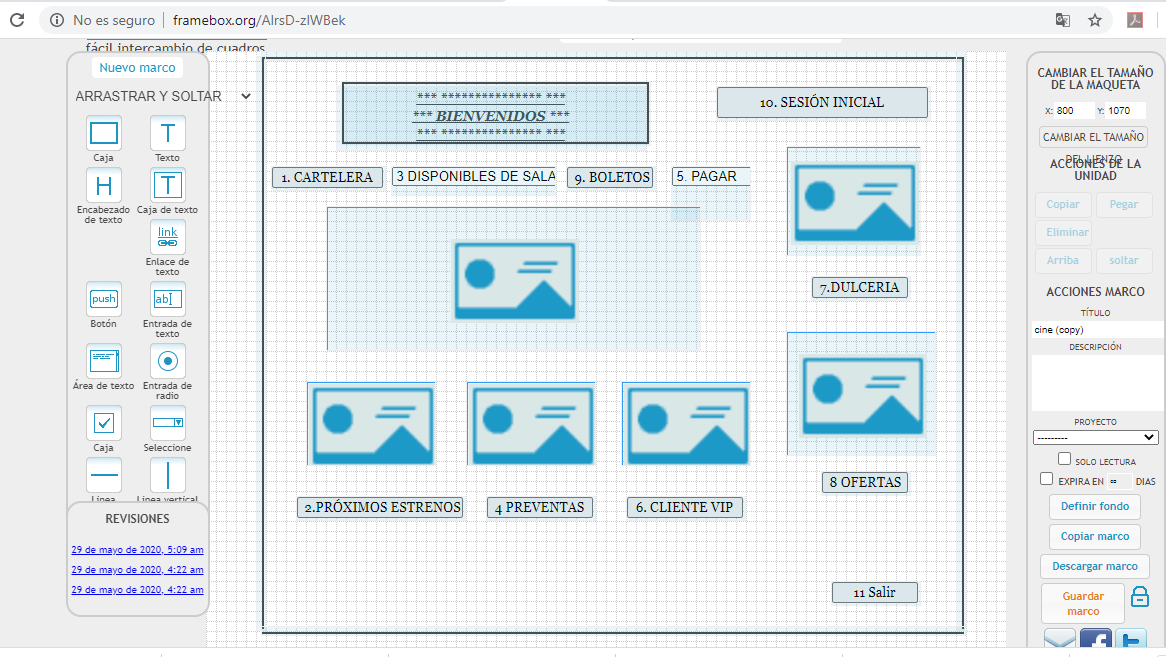 No es seguro
framebox.org/AlrsD-zlWBek
fácil intercambio de cuadros
Nuevo marco
ARRASTRAR Y SOLTAR
Caja
T
Texto
H
Encabezado
de texto
T
Caja de texto
link
Enlace de
texto
push
Botón
ab
Entrada de
texto
Área de texto
Entrada de
radio
Caja
Seleccione
Línea
Línea vertical
REVISIONES
29 de mayo de 2020, 5:09 am
29 de mayo de 2020, 4:22 am
29 de mayo de 2020, 4:22 am
*** *************** ***
*** BIENVENIDOS ***
*** *************** ***
10. SESIÓN INICIAL
1. CARTELERA
3 DISPONIBLES DE SALA
9. BOLETOS
5. PAGAR
7.DULCERIA
8 OFERTAS
2.PRÓXIMOS ESTRENOS
4 PREVENTAS
6. CLIENTE VIP
11 Salir
CAMBIAR EL TAMAÑO
DE LA MAQUETA
X: 800 Y: 1070
CAMBIAR EL TAMAÑO
DEL LIENZO
ACCIONES DE LA
UNIDAD
Copiar
Pegar
Eliminar
Arriba
soltar
ACCIONES MARCO
TÍTULO
cine (copy)
DESCRIPCIÓN
PROYECTO
---------
SOLO LECTURA
EXPIRA EN ∞ DIAS
Definir fondo
Copiar marco
Descargar marco
Guardar
marco